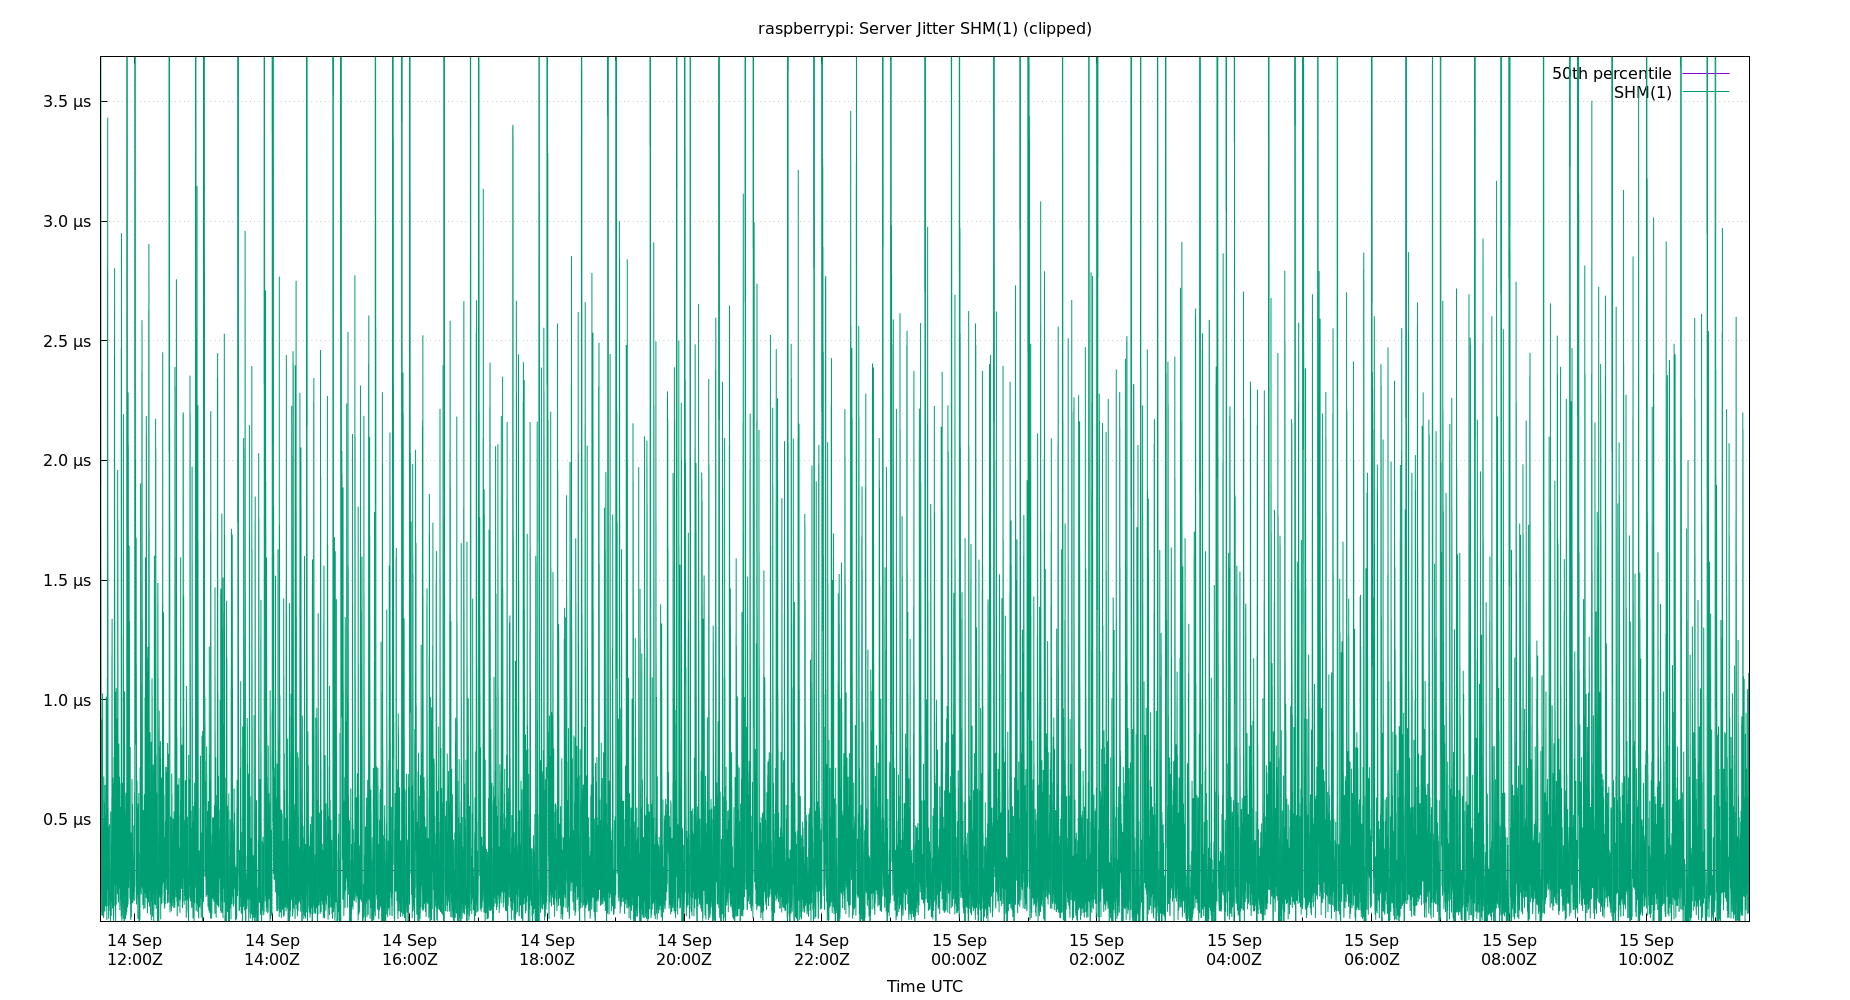 raspberrypi: Server Jitter SHM(1) (clipped)
50th percentile
SHM(1)
3.5 µs
3.0 µs
2.5 µs
2.0 µs
1.5 µs
1.0 µs
0.5 µs
14 Sep 14 Sep 14 Sep 14 Sep 14 Sep 14 Sep 15 Sep 15 Sep 15 Sep 15 Sep 15 Sep 15 Sep
12:00Z 14:00Z 16:00Z 18:00Z 20:00Z 22:00Z 00:00Z 02:00Z 04:00Z 06:00Z 08:00Z 10:00Z
Time UTC